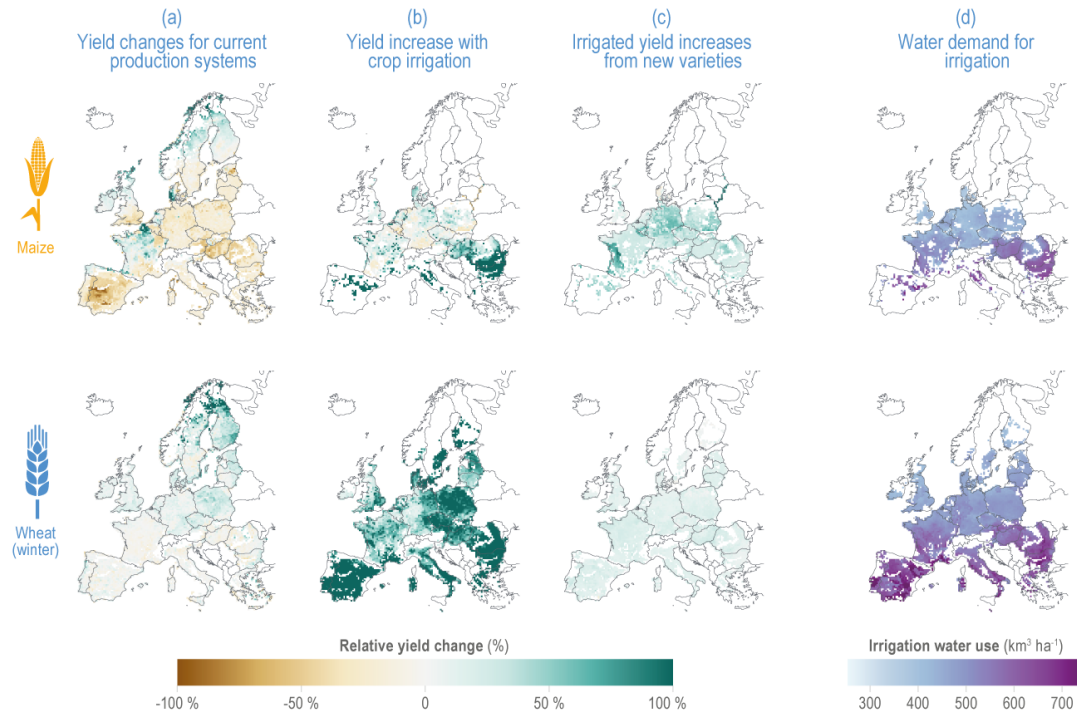 (a)
Yield changes for current
production systems
(b)
Yield increase with
crop irrigation
(c)
Irrigated yield increases
from new varieties
(d)
Water demand for
irrigation
Maize
Wheat
(winter)
Relative yield change (%)
-100 % -50 % 0 50 % 100 %
Irrigation water use (km³ ha⁻¹)
300 400 500 600 700